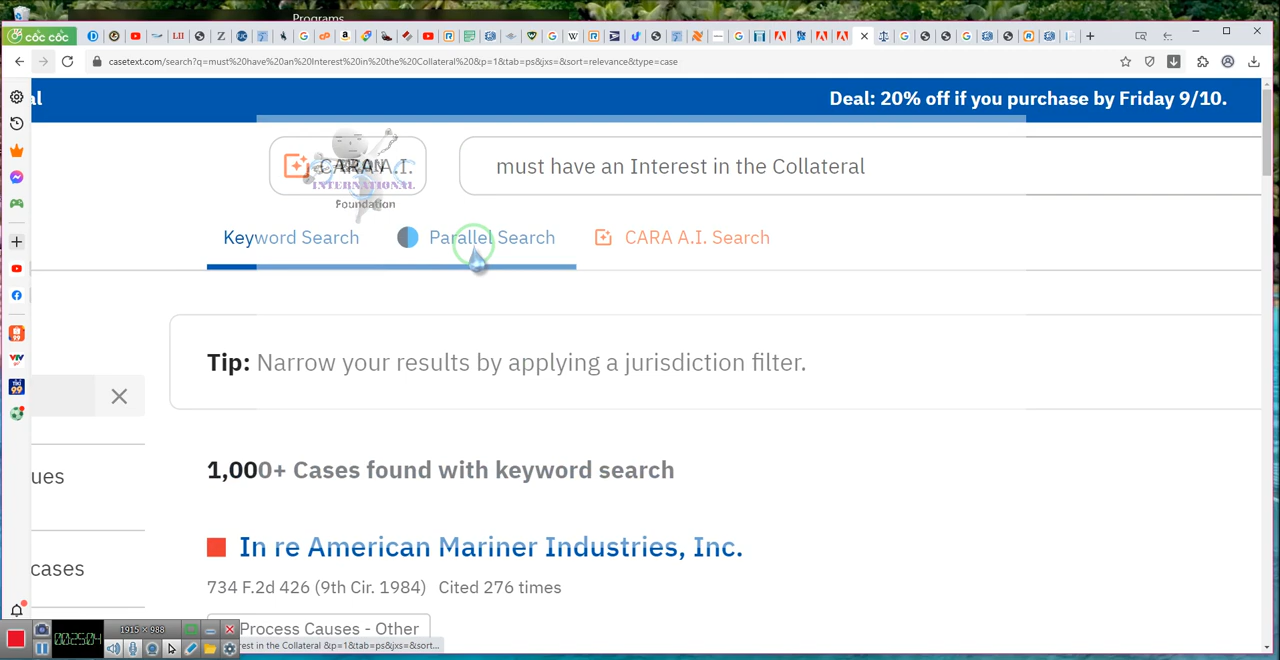 Programs
cốc cốc
casetext.com/search?q=must%20have%20an%20Interest%20in%20the%20Collateral%20&p=1&tab=ps&jxs=&sort=relevance&type=case
al
Deal: 20% off if you purchase by Friday 9/10.
CARA A.I.
must have an Interest in the Collateral
INTERNATIONAL
Foundation
Keyword Search
Parallel Search
CARA A.I. Search
Tip: Narrow your results by applying a jurisdiction filter.
1,000+ Cases found with keyword search
ues
In re American Mariner Industries, Inc.
cases
734 F.2d 426 (9th Cir. 1984) Cited 276 times
Process Causes - Other
1915 × 988
00:25:04
rest in the Collateral &p=1&tab=ps&jxs=&sort...